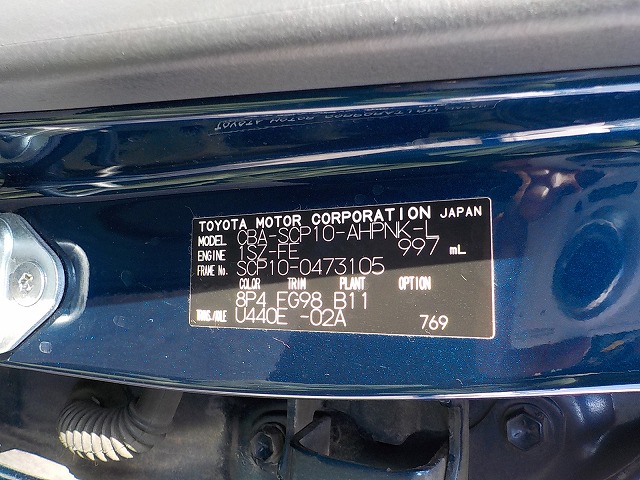 TOYOTA MOTOR CORPORATION JAPAN
MODEL CBA-SCP10-AHPNK-L
ENGINE 1SZ-FE 997 mL
FRAME No. SCP10-0473105
COLOR TRIM PLANT OPTION
8P4 FG98 B11
TRANS./AXLE U440E -02A 769